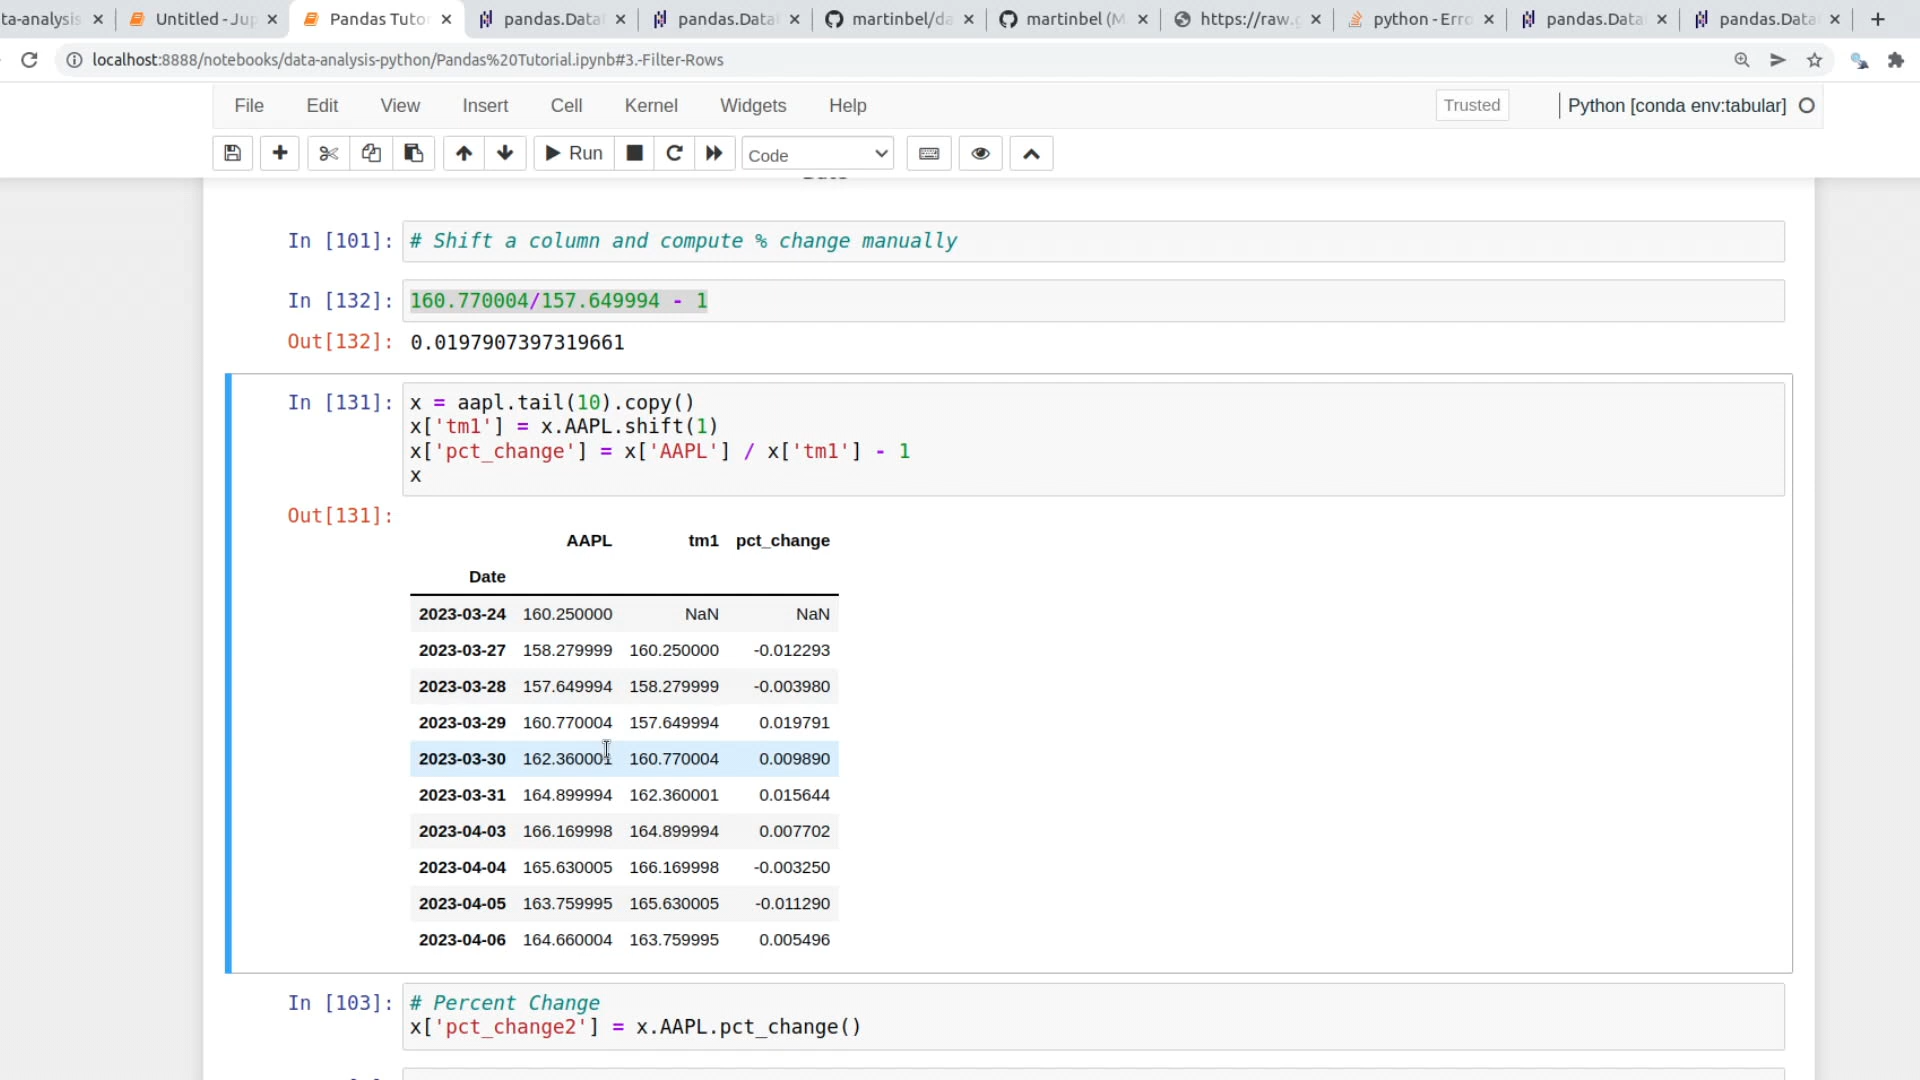 ta-analysis
Untitled - Jup
Pandas Tuto
pandas.Data
pandas.Data
martinbel/da
martinbel (M
https://raw.g
python - Erro
pandas.Data
pandas.Data
localhost:8888/notebooks/data-analysis-python/Pandas%20Tutorial.ipynb#3.-Filter-Rows
File Edit View Insert Cell Kernel Widgets Help Trusted Python [conda env:tabular]
Run Code
In [101]: # Shift a column and compute % change manually
In [132]: 160.770004/157.649994 - 1
Out[132]: 0.0197907397319661
In [131]: x = aapl.tail(10).copy()
x['tm1'] = x.AAPL.shift(1)
x['pct_change'] = x['AAPL'] / x['tm1'] - 1
x
Out[131]:
AAPL tm1 pct_change
Date
2023-03-24 160.250000 NaN NaN
2023-03-27 158.279999 160.250000 -0.012293
2023-03-28 157.649994 158.279999 -0.003980
2023-03-29 160.770004 157.649994 0.019791
2023-03-30 162.360001 160.770004 0.009890
2023-03-31 164.899994 162.360001 0.015644
2023-04-03 166.169998 164.899994 0.007702
2023-04-04 165.630005 166.169998 -0.003250
2023-04-05 163.759995 165.630005 -0.011290
2023-04-06 164.660004 163.759995 0.005496
In [103]: # Percent Change
x['pct_change2'] = x.AAPL.pct_change()